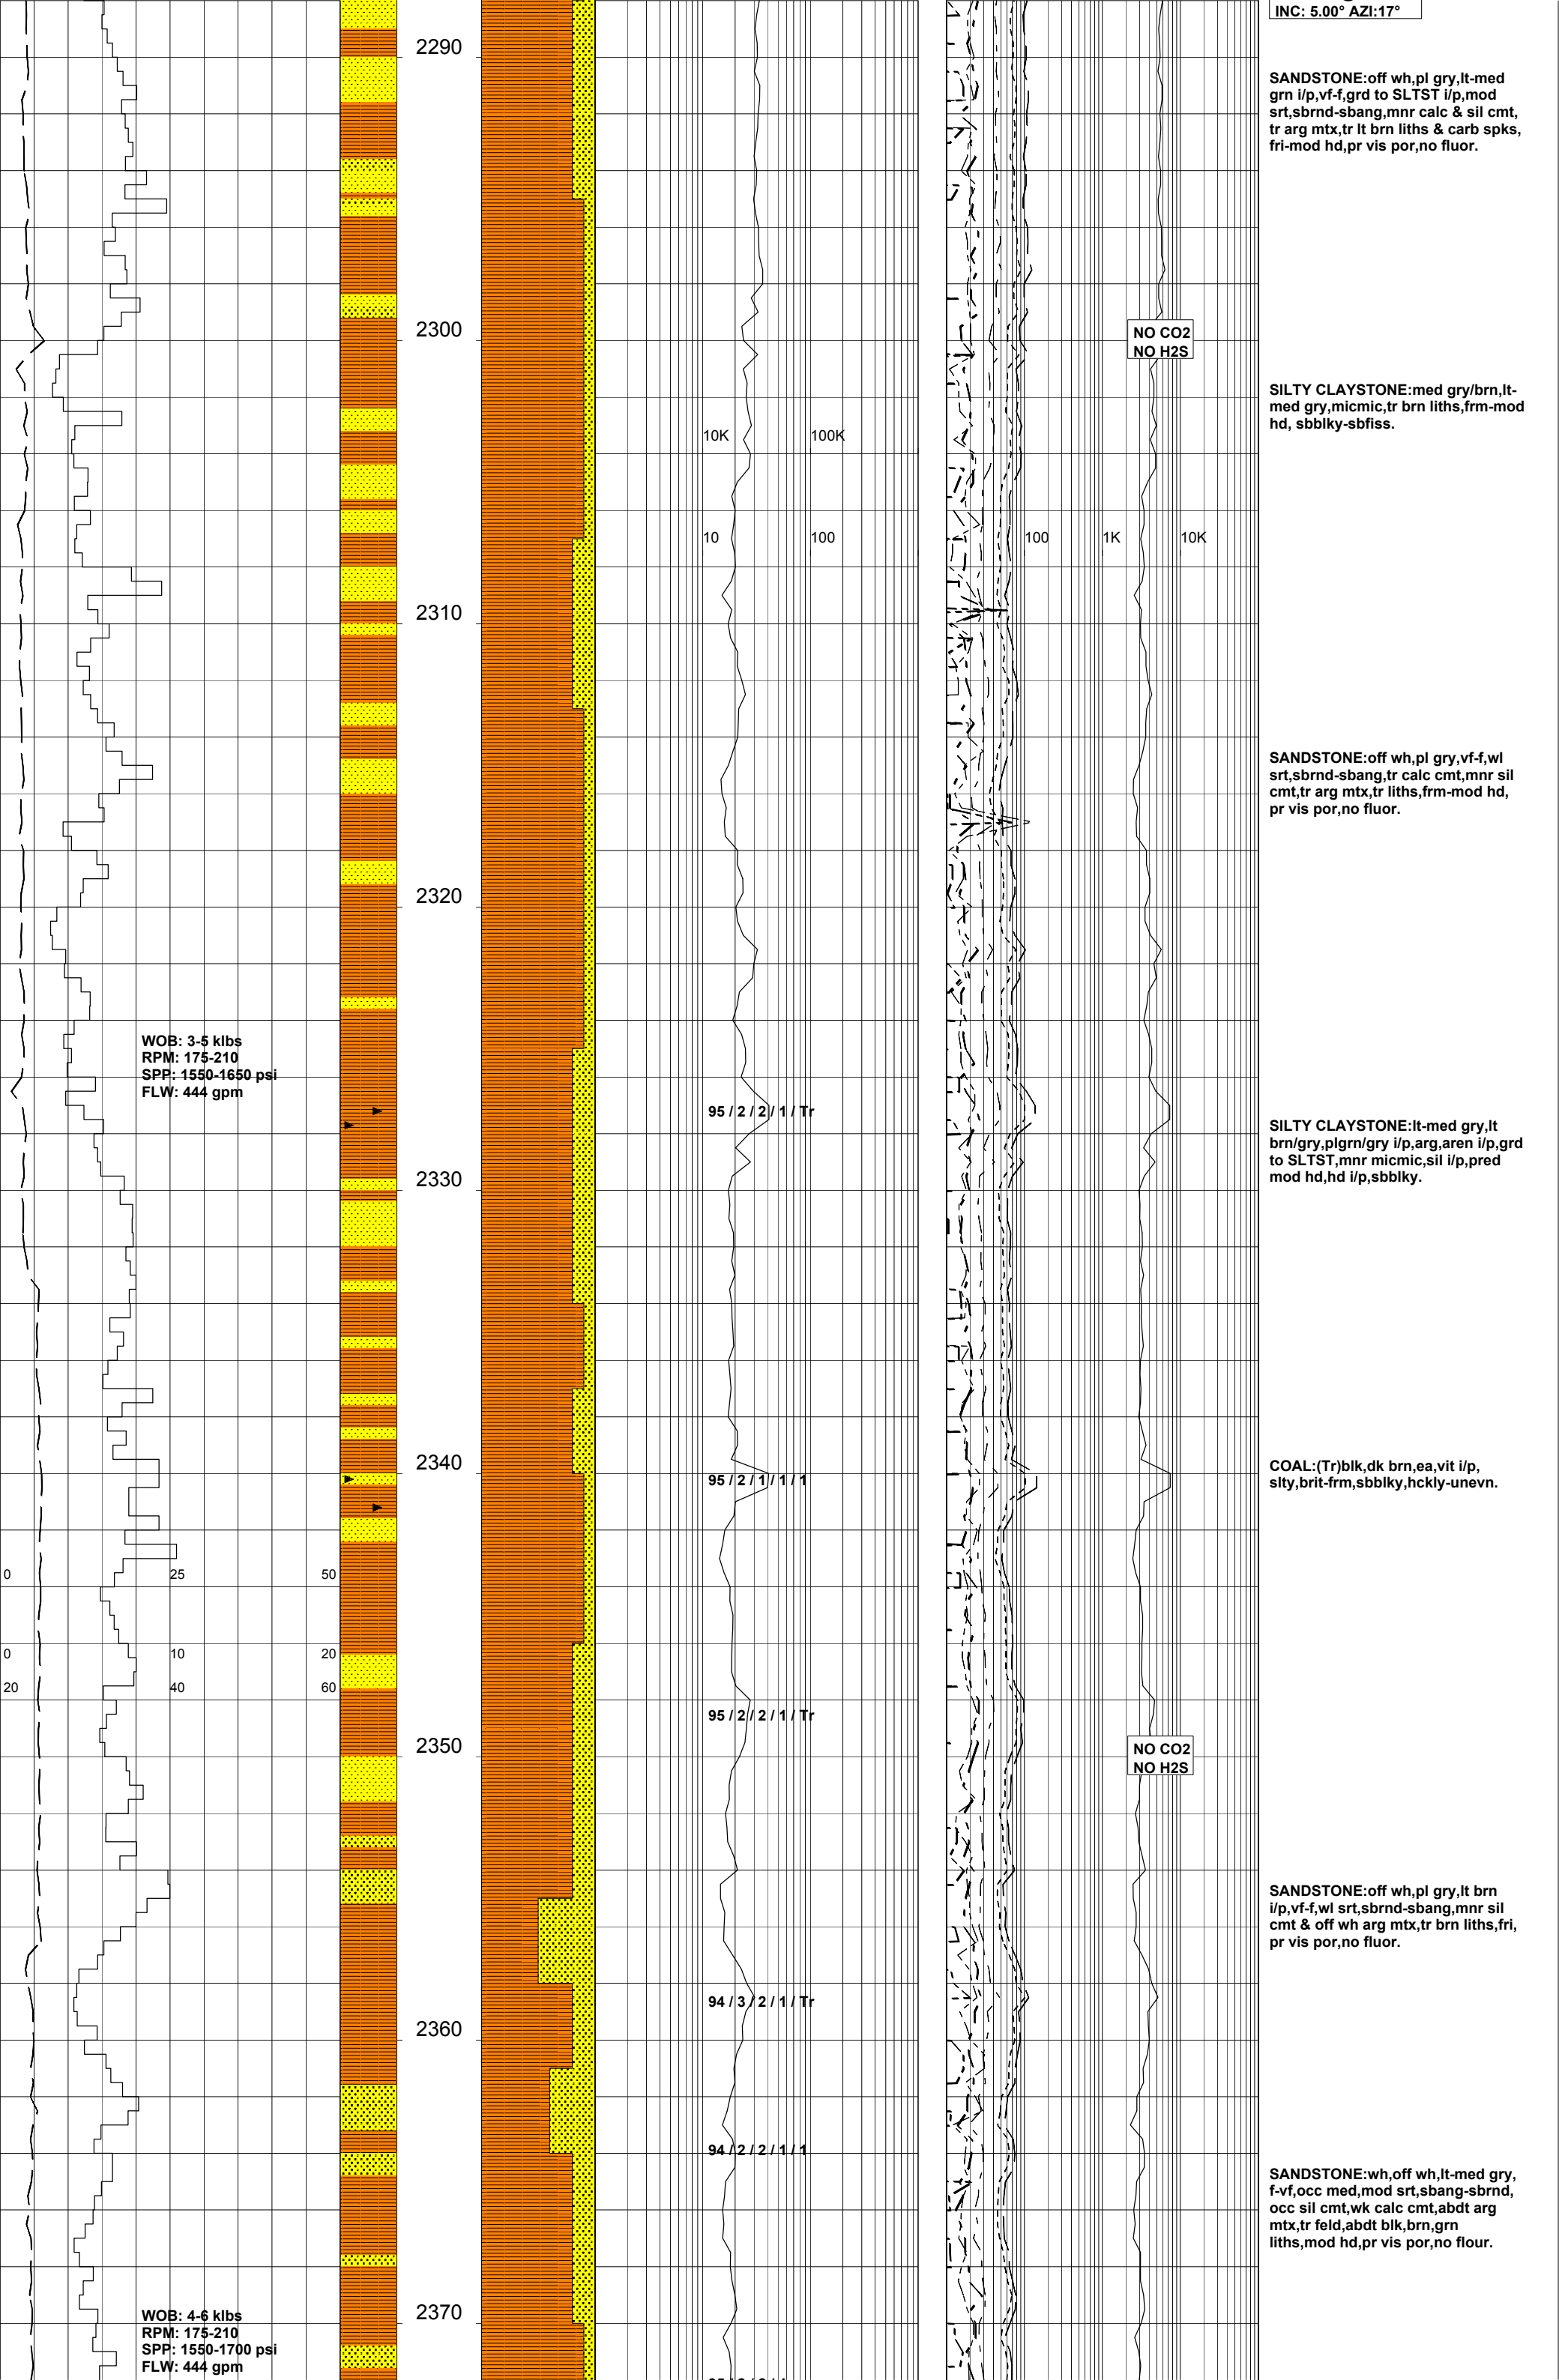 INC: 5.00° AZI:17°
2290
SANDSTONE:off wh,pl gry,lt-med
grn i/p,vf-f,grd to SLTST i/p,mod
srt,sbrnd-sbang,mnr calc & sil cmt,
tr arg mtx,tr lt brn liths & carb spks,
fri-mod hd,pr vis por,no fluor.
2300
NO CO2
NO H2S
SILTY CLAYSTONE:med gry/brn,lt-
med gry,micmic,tr brn liths,frm-mod
hd, sbblky-sbfiss.
10K 100K
10 100 100 1K 10K
2310
SANDSTONE:off wh,pl gry,vf-f,wl
srt,sbrnd-sbang,tr calc cmt,mnr sil
cmt,tr arg mtx,tr liths,frm-mod hd,
pr vis por,no fluor.
2320
WOB: 3-5 klbs
RPM: 175-210
SPP: 1550-1650 psi
FLW: 444 gpm
95 / 2 / 2 / 1 / Tr
SILTY CLAYSTONE:lt-med gry,lt
brn/gry,plgrn/gry i/p,arg,aren i/p,grd
to SLTST,mnr micmic,sil i/p,pred
mod hd,hd i/p,sbblky.
2330
2340
95 / 2 / 1 / 1 / 1
COAL:(Tr)blk,dk brn,ea,vit i/p,
slty,brit-frm,sbblky,hckly-unevn.
0 25 50
0 10 20
20 40 60
95 / 2 / 2 / 1 / Tr
2350
NO CO2
NO H2S
SANDSTONE:off wh,pl gry,lt brn
i/p,vf-f,wl srt,sbrnd-sbang,mnr sil
cmt & off wh arg mtx,tr brn liths,fri,
pr vis por,no fluor.
94 / 3 / 2 / 1 / Tr
2360
94 / 2 / 2 / 1 / 1
SANDSTONE:wh,off wh,lt-med gry,
f-vf,occ med,mod srt,sbang-sbrnd,
occ sil cmt,wk calc cmt,abdt arg
mtx,tr feld,abdt blk,brn,grn
liths,mod hd,pr vis por,no flour.
2370
WOB: 4-6 klbs
RPM: 175-210
SPP: 1550-1700 psi
FLW: 444 gpm